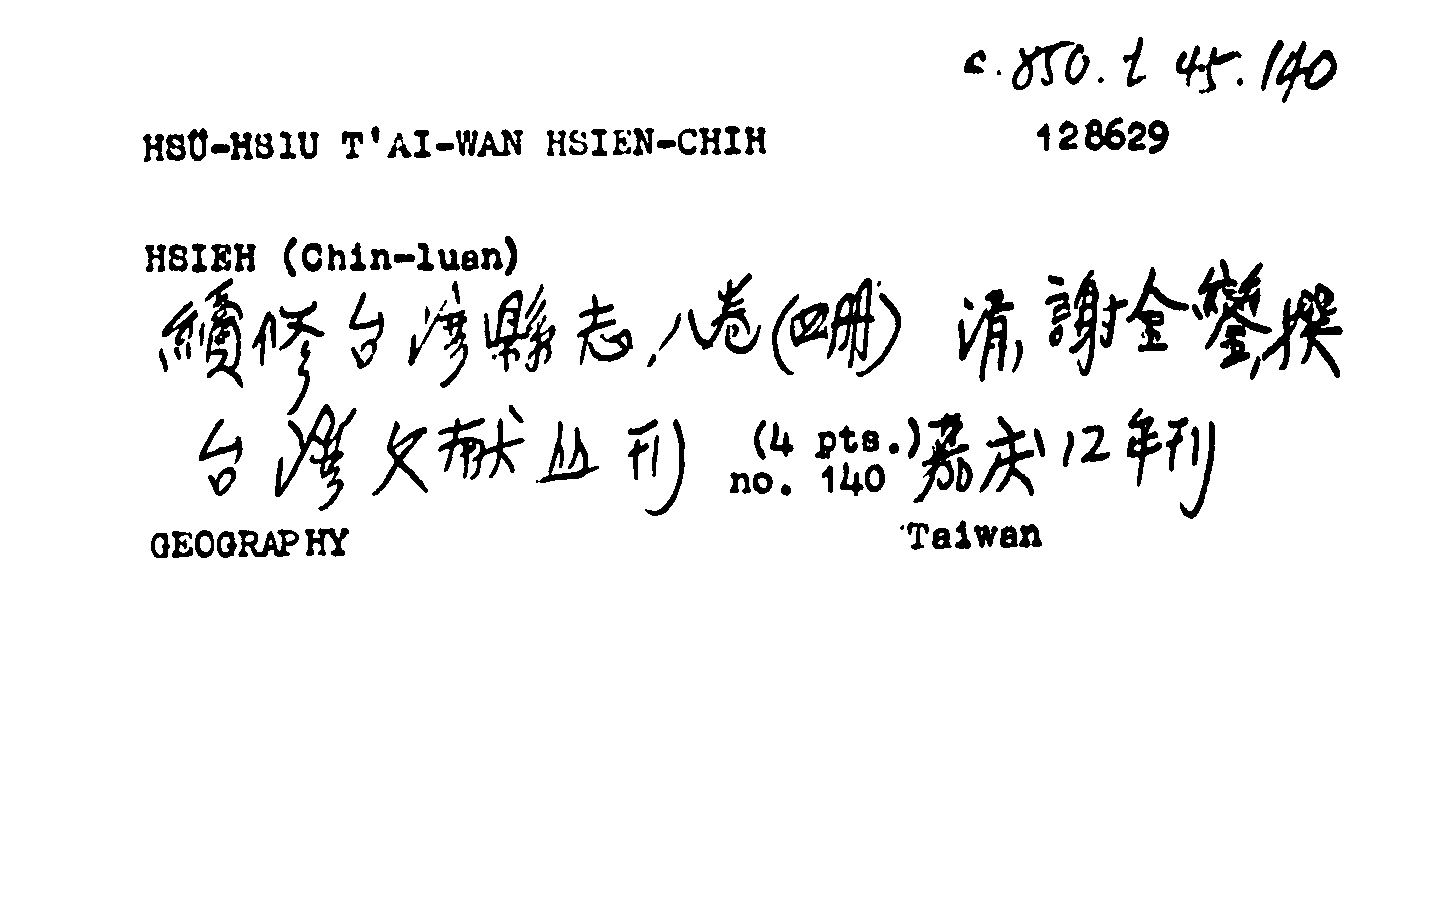 c.850.t 45.140
HSÜ-HSIU T'AI-WAN HSIEN-CHIH 128629
HSIEH (Chin-luan)
續修台灣縣志,八卷(四册) 清,謝金鑾,撰
台灣文献丛刊 (4 pts.) no. 140 嘉庆12年刊
GEOGRAPHY Taiwan